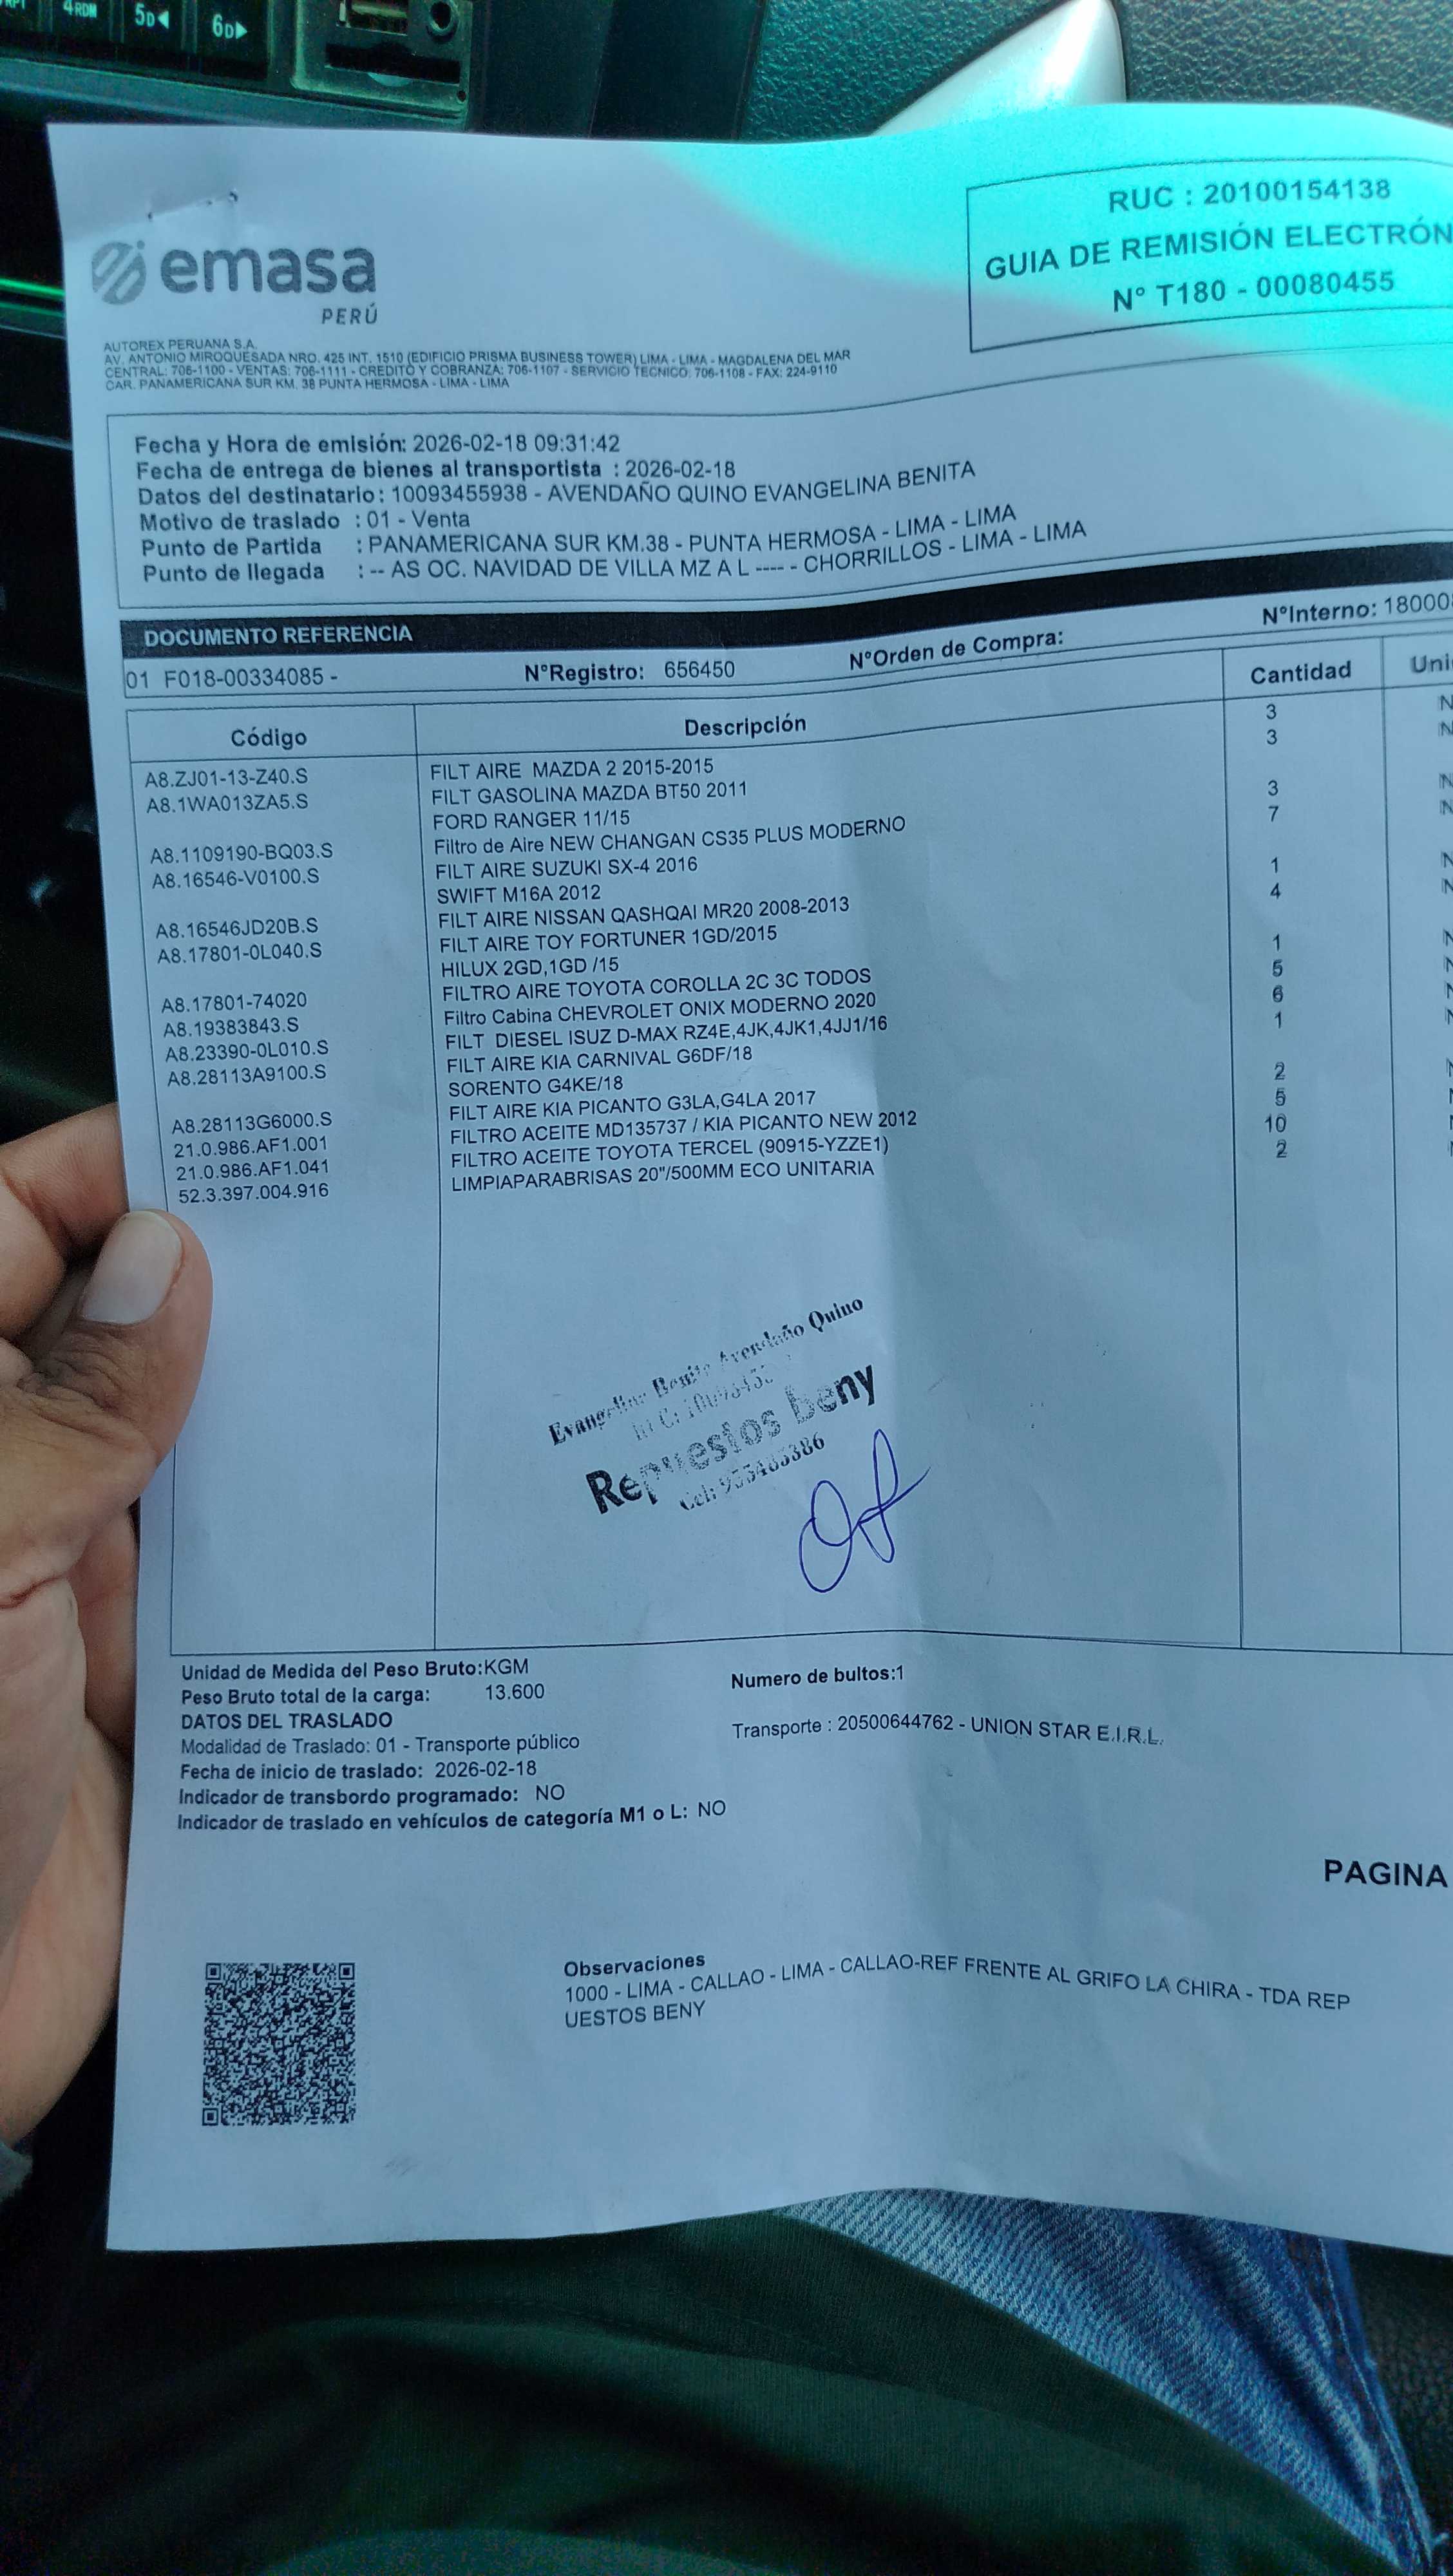 4RDM
5D
6D
emasa
PERÚ
RUC : 20100154138
GUIA DE REMISIÓN ELECTRÓN
N° T180 - 00080455
AUTOREX PERUANA S.A.
AV. ANTONIO MIROQUESADA NRO. 425 INT. 1510 (EDIFICIO PRISMA BUSINESS TOWER) LIMA - LIMA - MAGDALENA DEL MAR
CENTRAL: 706-1100 - VENTAS: 706-1111 - CREDITO Y COBRANZA: 706-1107 - SERVICIO TECNICO: 706-1108 - FAX: 224-9110
CAR. PANAMERICANA SUR KM. 38 PUNTA HERMOSA - LIMA - LIMA
Fecha y Hora de emisión: 2026-02-18 09:31:42
Fecha de entrega de bienes al transportista : 2026-02-18
Datos del destinatario: 10093455938 - AVENDAÑO QUINO EVANGELINA BENITA
Motivo de traslado : 01 - Venta
Punto de Partida : PANAMERICANA SUR KM.38 - PUNTA HERMOSA - LIMA - LIMA
Punto de llegada : -- AS OC. NAVIDAD DE VILLA MZ A L ---- - CHORRILLOS - LIMA - LIMA
DOCUMENTO REFERENCIA
01 F018-00334085 - N°Registro: 656450 N°Orden de Compra: N°Interno: 18000
Código Descripción Cantidad Uni
A8.ZJ01-13-Z40.S FILT AIRE MAZDA 2 2015-2015 3 N
A8.1WA013ZA5.S FILT GASOLINA MAZDA BT50 2011 3 N
FORD RANGER 11/15
A8.1109190-BQ03.S Filtro de Aire NEW CHANGAN CS35 PLUS MODERNO 3 N
A8.16546-V0100.S FILT AIRE SUZUKI SX-4 2016 7 N
SWIFT M16A 2012
A8.16546JD20B.S FILT AIRE NISSAN QASHQAI MR20 2008-2013 1 N
A8.17801-0L040.S FILT AIRE TOY FORTUNER 1GD/2015 4 N
HILUX 2GD,1GD /15
A8.17801-74020 FILTRO AIRE TOYOTA COROLLA 2C 3C TODOS 1 N
A8.19383843.S Filtro Cabina CHEVROLET ONIX MODERNO 2020 5 N
A8.23390-0L010.S FILT DIESEL ISUZ D-MAX RZ4E,4JK,4JK1,4JJ1/16 6 N
A8.28113A9100.S FILT AIRE KIA CARNIVAL G6DF/18 1 N
SORENTO G4KE/18
A8.28113G6000.S FILT AIRE KIA PICANTO G3LA,G4LA 2017 2
21.0.986.AF1.001 FILTRO ACEITE MD135737 / KIA PICANTO NEW 2012 5
21.0.986.AF1.041 FILTRO ACEITE TOYOTA TERCEL (90915-YZZE1) 10
52.3.397.004.916 LIMPIAPARABRISAS 20"/500MM ECO UNITARIA 2
Evangelina Benita Avendaño Quino
Repuestos Beny
Cel:
Unidad de Medida del Peso Bruto:KGM
Peso Bruto total de la carga: 13.600
Numero de bultos:1
DATOS DEL TRASLADO
Modalidad de Traslado: 01 - Transporte público
Transporte : 20500644762 - UNION STAR E.I.R.L.
Fecha de inicio de traslado: 2026-02-18
Indicador de transbordo programado: NO
Indicador de traslado en vehículos de categoría M1 o L: NO
PAGINA
Observaciones
1000 - LIMA - CALLAO - LIMA - CALLAO-REF FRENTE AL GRIFO LA CHIRA - TDA REP
UESTOS BENY